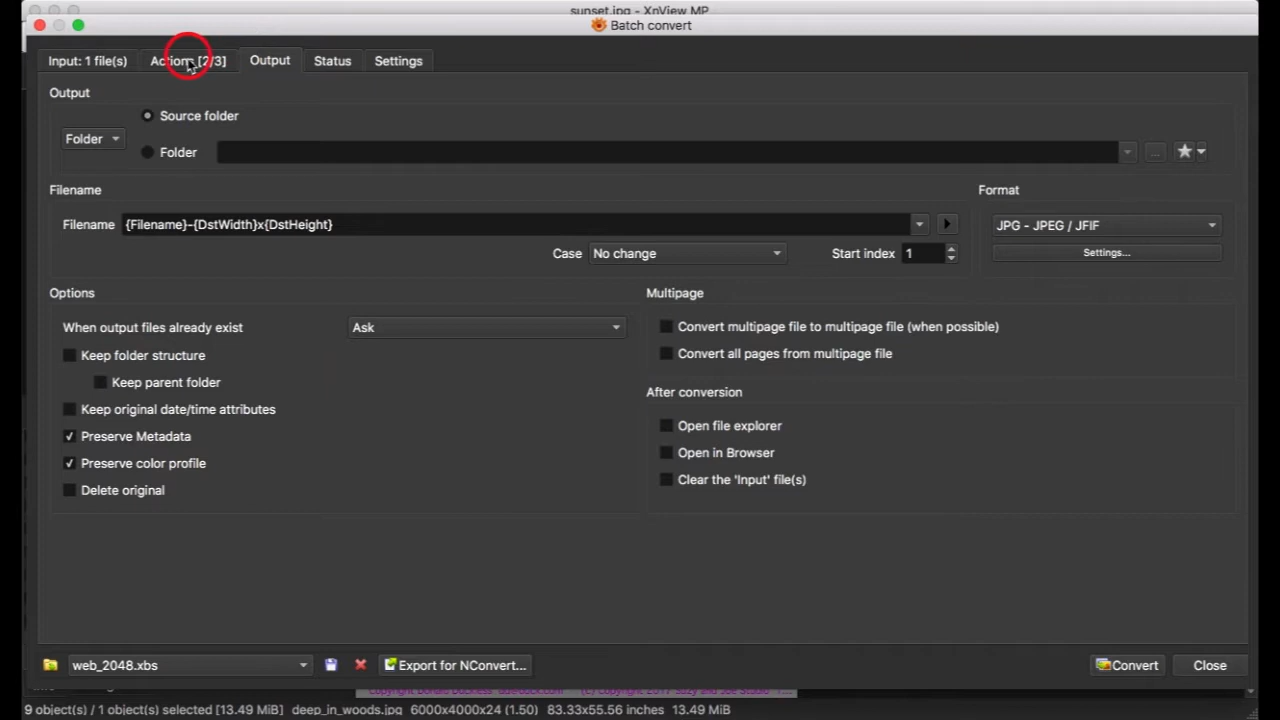 sunset.jpg - XnView MP
Batch convert
Input: 1 file(s) Actions [2/3] Output Status Settings
Output
Source folder
Folder
Folder ...
Filename Format
Filename {Filename}-{DstWidth}x{DstHeight} JPG - JPEG / JFIF
Case No change Start index 1 Settings...
Options Multipage
When output files already exist Ask Convert multipage file to multipage file (when possible)
Keep folder structure Convert all pages from multipage file
Keep parent folder After conversion
Keep original date/time attributes Open file explorer
Preserve Metadata Open in Browser
Preserve color profile Clear the 'Input' file(s)
Delete original
web_2048.xbs Export for NConvert... Convert Close
9 object(s) / 1 object(s) selected [13.49 MiB] deep_in_woods.jpg 6000x4000x24 (1.50) 83.33x55.56 inches 13.49 MiB